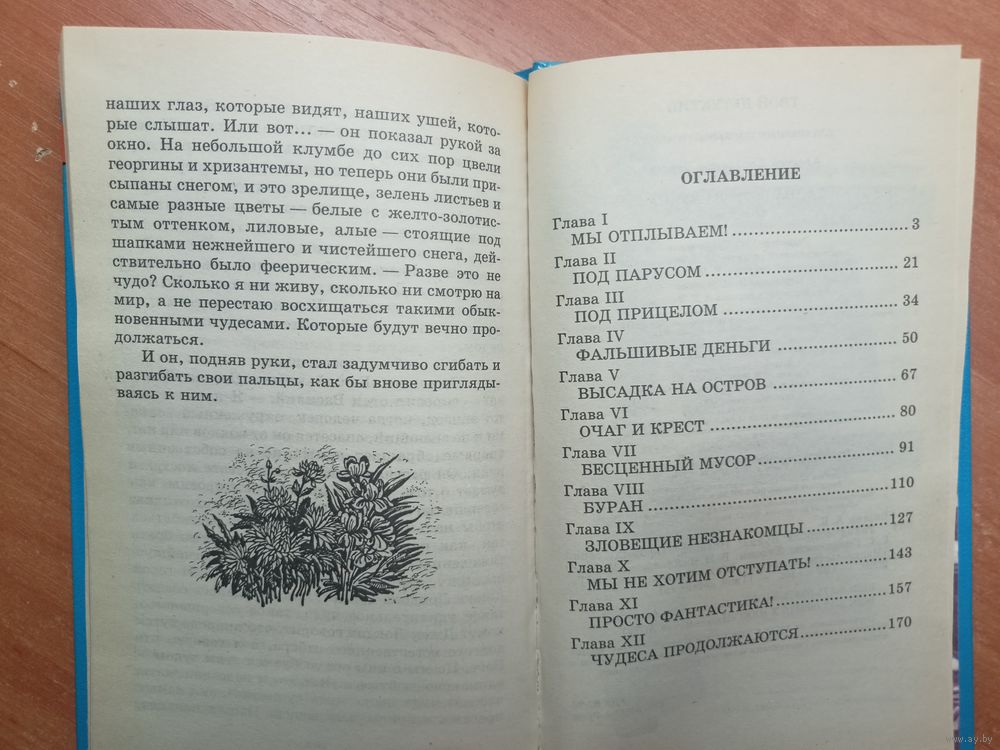 наших глаз, которые видят, наших ушей, кото-
рые слышат. Или вот... — он показал рукой за
окно. На небольшой клумбе до сих пор цвели
георгины и хризантемы, но теперь они были при-
сыпаны снегом, и это зрелище, зелень листьев и
самые разные цветы — белые с желто-золотис-
тым оттенком, лиловые, алые — стоящие под
шапками нежнейшего и чистейшего снега, дей-
ствительно было феерическим. — Разве это не
чудо? Сколько я ни живу, сколько ни смотрю на
мир, а не перестаю восхищаться такими обык-
новенными чудесами. Которые будут вечно про-
должаться.
И он, подняв руки, стал задумчиво сгибать и
разгибать свои пальцы, как бы внове пригляды-
ваясь к ним.
ОГЛАВЛЕНИЕ
Глава I
МЫ ОТПЛЫВАЕМ! 3
Глава II
ПОД ПАРУСОМ 21
Глава III
ПОД ПРИЦЕЛОМ 34
Глава IV
ФАЛЬШИВЫЕ ДЕНЬГИ 50
Глава V
ВЫСАДКА НА ОСТРОВ 67
Глава VI
ОЧАГ И КРЕСТ 80
Глава VII
БЕСЦЕННЫЙ МУСОР 91
Глава VIII
БУРАН 110
Глава IX
ЗЛОВЕЩИЕ НЕЗНАКОМЦЫ 127
Глава X
МЫ НЕ ХОТИМ ОТСТУПАТЬ! 143
Глава XI
ПРОСТО ФАНТАСТИКА! 157
Глава XII
ЧУДЕСА ПРОДОЛЖАЮТСЯ 170
www.ay.by